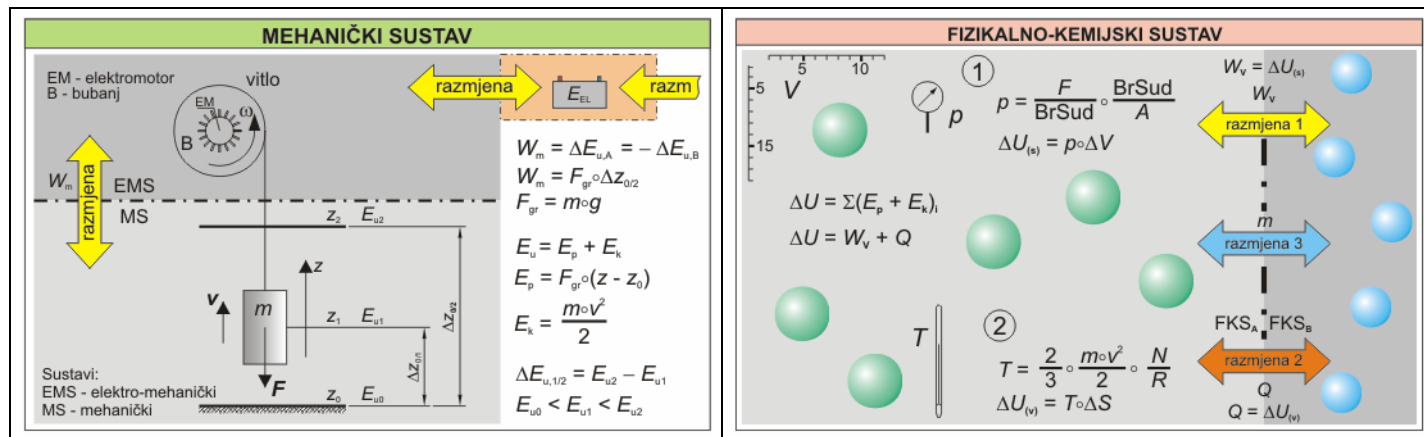 MEHANIČKI SUSTAV
EM - elektromotor
B - bubanj
vitlo
EM
ω
B
razmjena
E_EL
razm
W_m
razmjena
EMS
MS
W_m = ΔE_u,A = – ΔE_u,B
W_m = F_gr∘Δz_0/2
F_gr = m∘g
E_u = E_p + E_k
E_p = F_gr∘(z - z_0)
E_k = m∘v²/2
ΔE_u,1/2 = E_u2 – E_u1
E_u0 < E_u1 < E_u2
z_2 E_u2
z
v
m
z_1 E_u1
Δz_0/2
Δz_0/1
F
z_0 E_u0
Sustavi:
EMS - elektro-mehanički
MS - mehanički
FIZIKALNO-KEMIJSKI SUSTAV
5 10
V
5
15
p
1
p = F/BrSud ∘ BrSud/A
ΔU_(s) = p∘ΔV
W_v = ΔU_(s)
W_v
razmjena 1
ΔU = Σ(E_p + E_k)_i
ΔU = W_v + Q
m
razmjena 3
T
2
T = 2/3 ∘ m∘v²/2 ∘ N/R
ΔU_(v) = T∘ΔS
FKS_A FKS_B
razmjena 2
Q
Q = ΔU_(v)